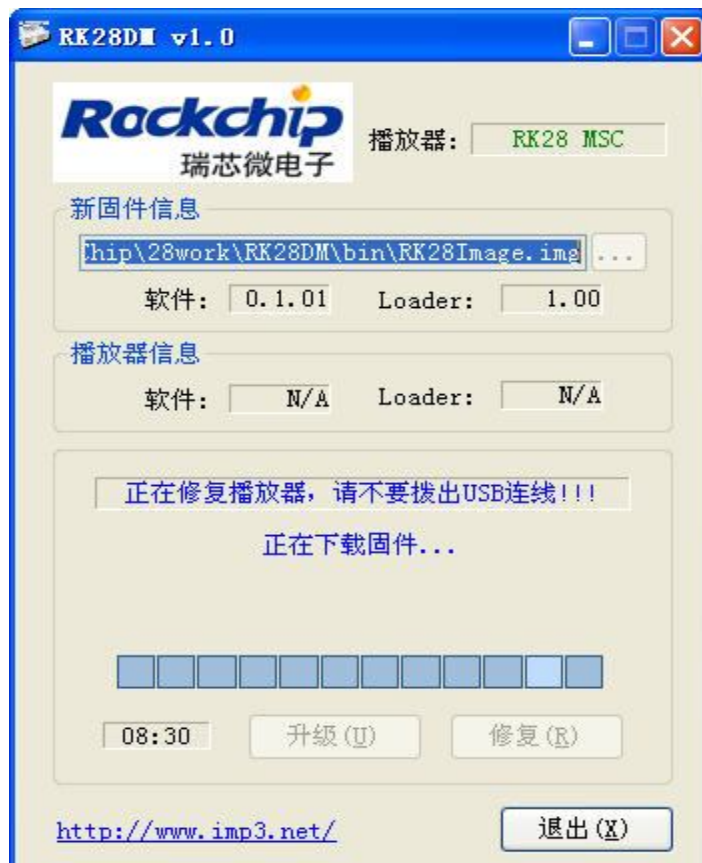 RK28DM v1.0
Rockchip
瑞芯微电子
播放器: RK28 MSC
新固件信息
Chip\28work\RK28DM\bin\RK28Image.img ...
软件: 0.1.01 Loader: 1.00
播放器信息
软件: N/A Loader: N/A
正在修复播放器，请不要拨出USB连线!!!
正在下载固件...
08:30 升级(U) 修复(R)
http://www.imp3.net/ 退出(X)